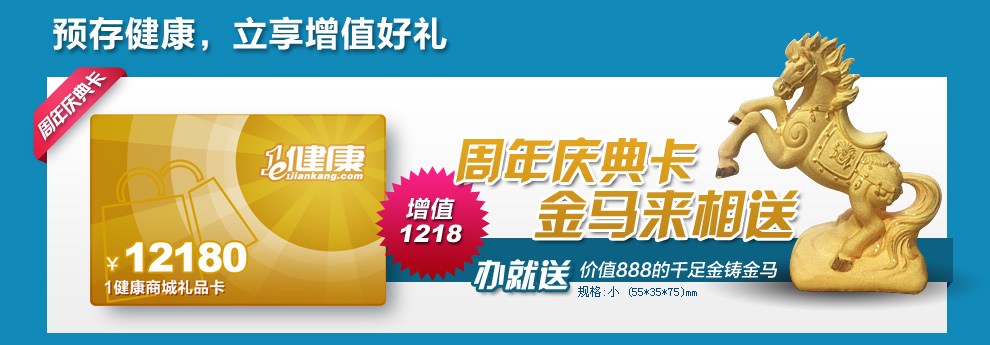 预存健康，立享增值好礼
周年庆典卡
1健康
e1jiankang.com
￥12180
1健康商城礼品卡
增值
1218
周年庆典卡
金马来相送
办就送 价值888的千足金铸金马
规格:小 (55*35*75)mm